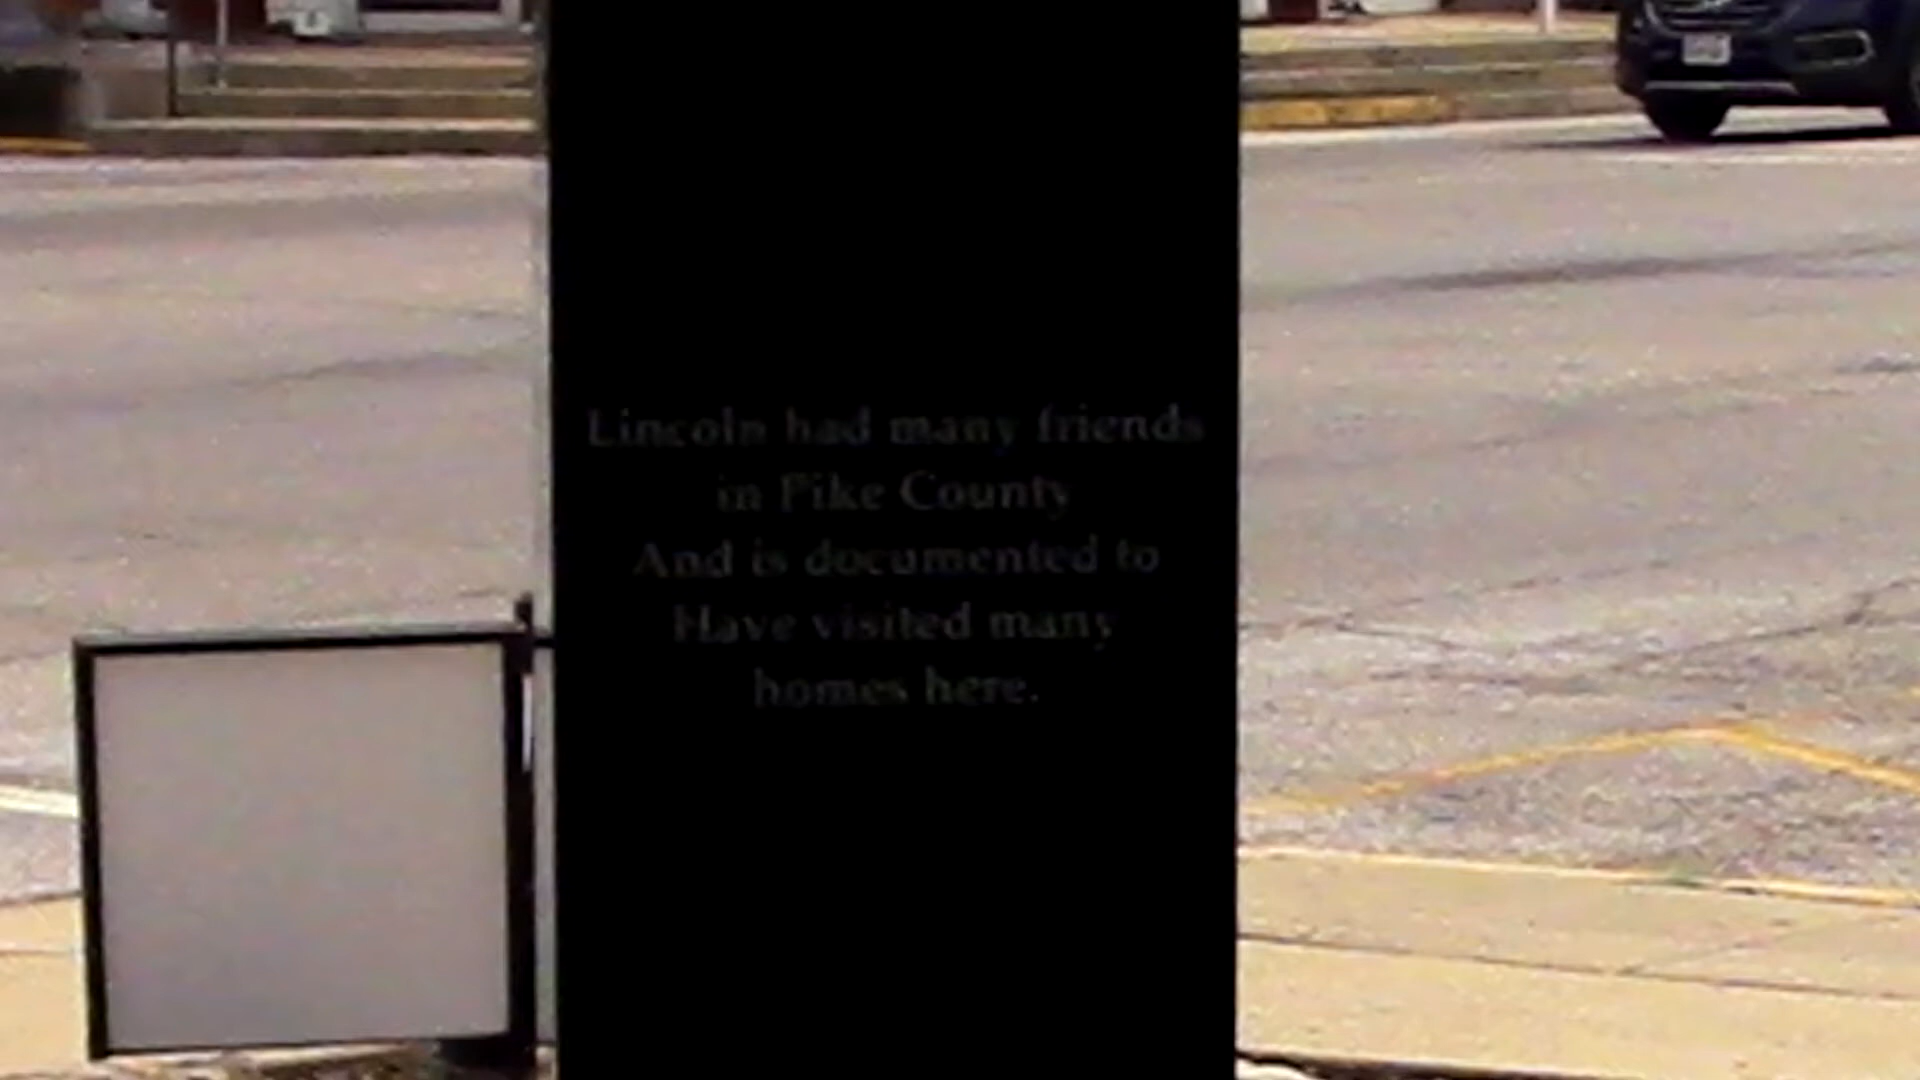 Lincoln had many friends
in Pike County
And is documented to
Have visited many
homes here.